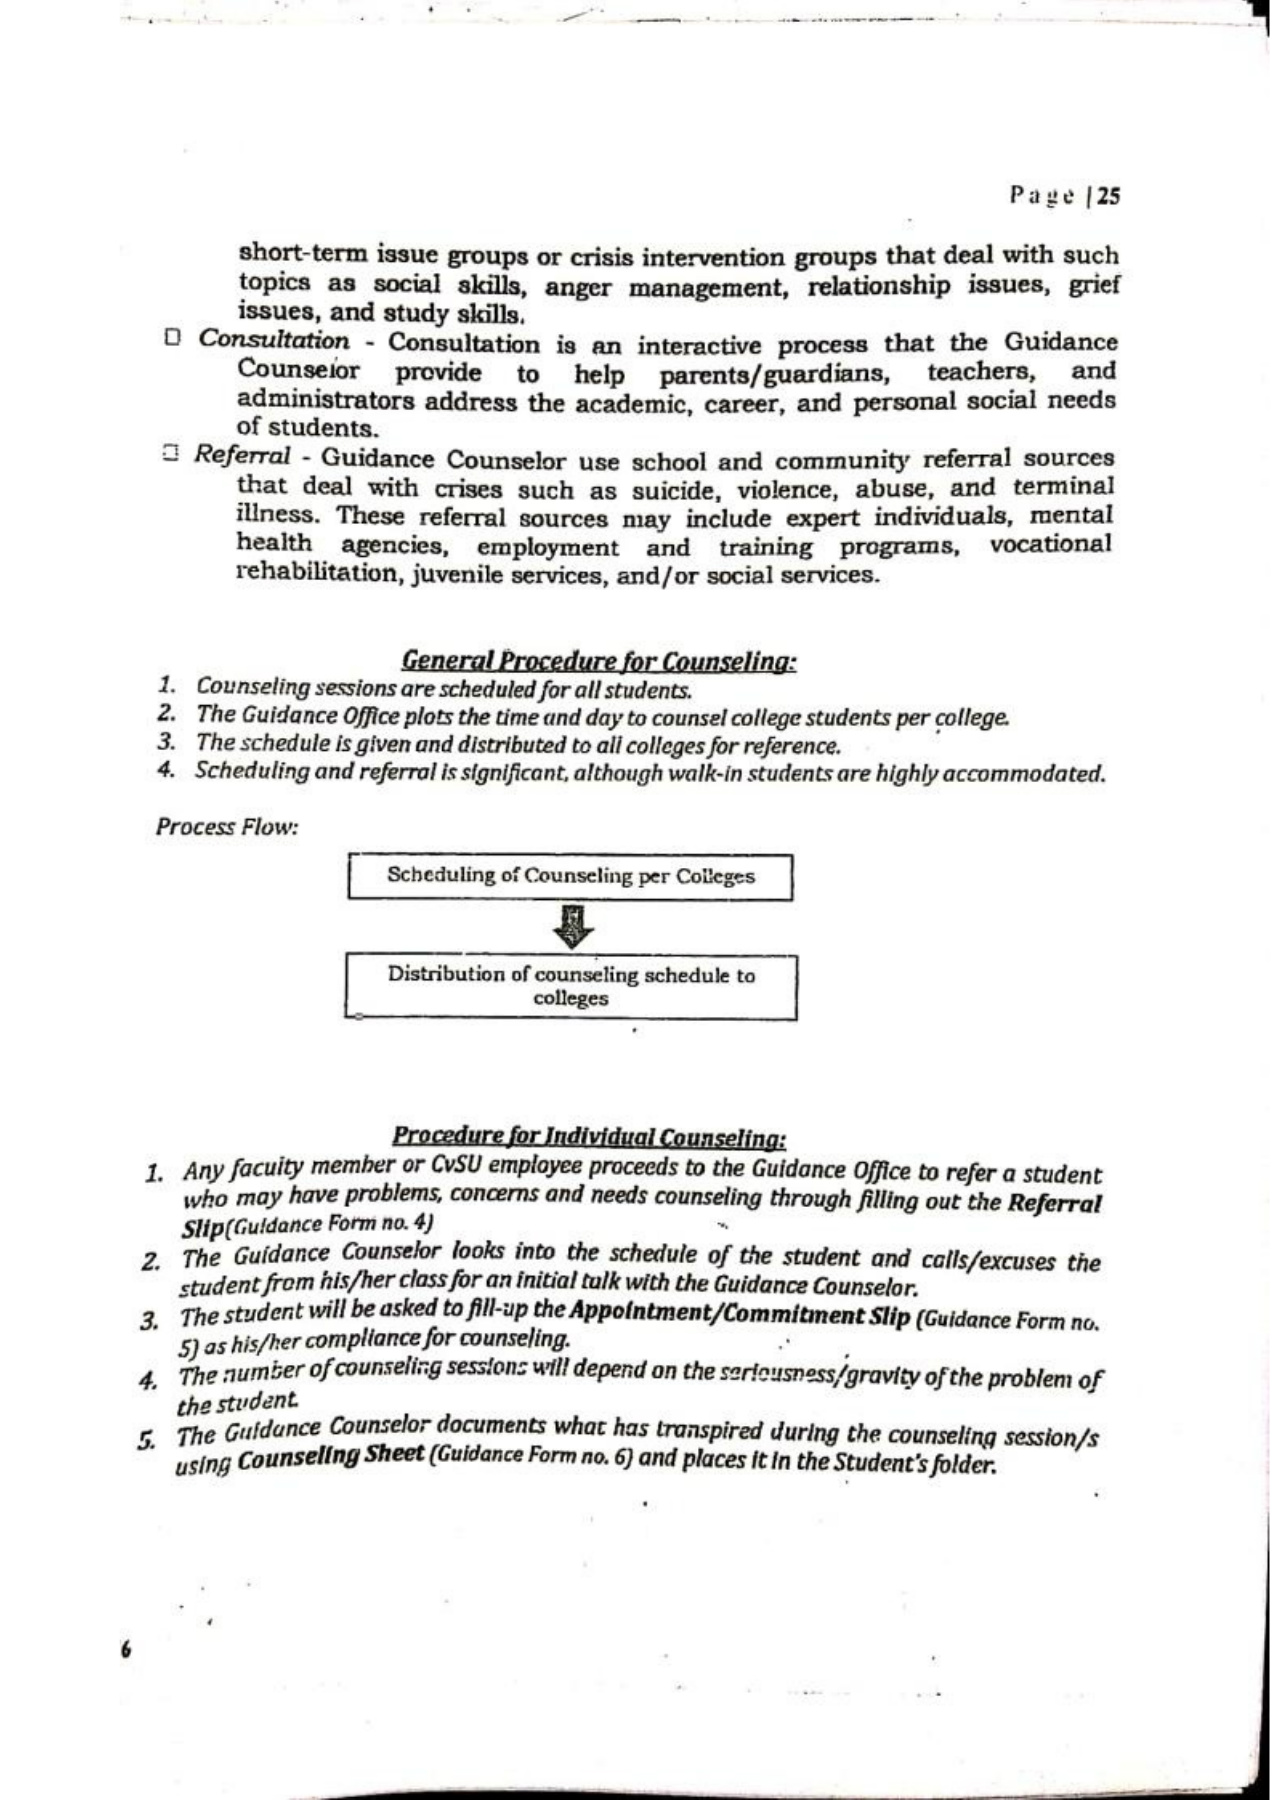 Page | 25
short-term issue groups or crisis intervention groups that deal with such
topics as social skills, anger management, relationship issues, grief
issues, and study skills.
Consultation - Consultation is an interactive process that the Guidance
Counselor provide to help parents/guardians, teachers, and
administrators address the academic, career, and personal social needs
of students.
Referral - Guidance Counselor use school and community referral sources
that deal with crises such as suicide, violence, abuse, and terminal
illness. These referral sources may include expert individuals, mental
health agencies, employment and training programs, vocational
rehabilitation, juvenile services, and/or social services.
General Procedure for Counseling:
1. Counseling sessions are scheduled for all students.
2. The Guidance Office plots the time and day to counsel college students per college.
3. The schedule is given and distributed to all colleges for reference.
4. Scheduling and referral is significant, although walk-in students are highly accommodated.
Process Flow:
Scheduling of Counseling per Colleges
Distribution of counseling schedule to
colleges
Procedure for Individual Counseling:
1. Any faculty member or CvSU employee proceeds to the Guidance Office to refer a student
who may have problems, concerns and needs counseling through filling out the Referral
Slip(Guidance Form no. 4)
2. The Guidance Counselor looks into the schedule of the student and calls/excuses the
student from his/her class for an initial talk with the Guidance Counselor.
3. The student will be asked to fill-up the Appointment/Commitment Slip (Guidance Form no.
5) as his/her compliance for counseling.
4. The number of counseling sessions will depend on the seriousness/gravity of the problem of
the student.
5. The Guidance Counselor documents what has transpired during the counseling session/s
using Counseling Sheet (Guidance Form no. 6) and places it in the Student's folder.
6